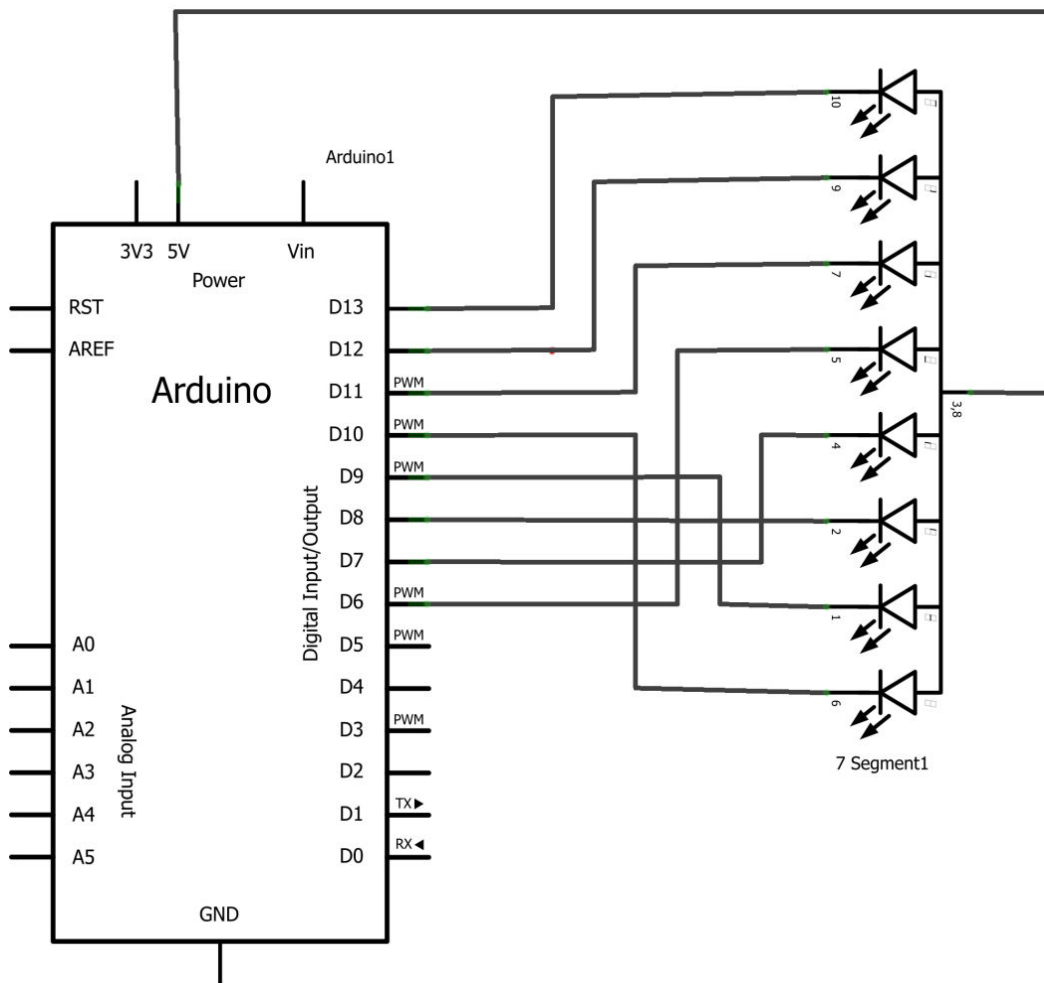 Arduino1
3V3
5V
Vin
Power
RST
AREF
Arduino
D13
D12
D11
PWM
D10
PWM
D9
PWM
D8
D7
D6
PWM
D5
PWM
D4
D3
PWM
D2
D1
TX
D0
RX
Digital Input/Output
A0
A1
A2
A3
A4
A5
Analog Input
GND
10
9
7
5
4
2
1
6
3,8
7 Segment1